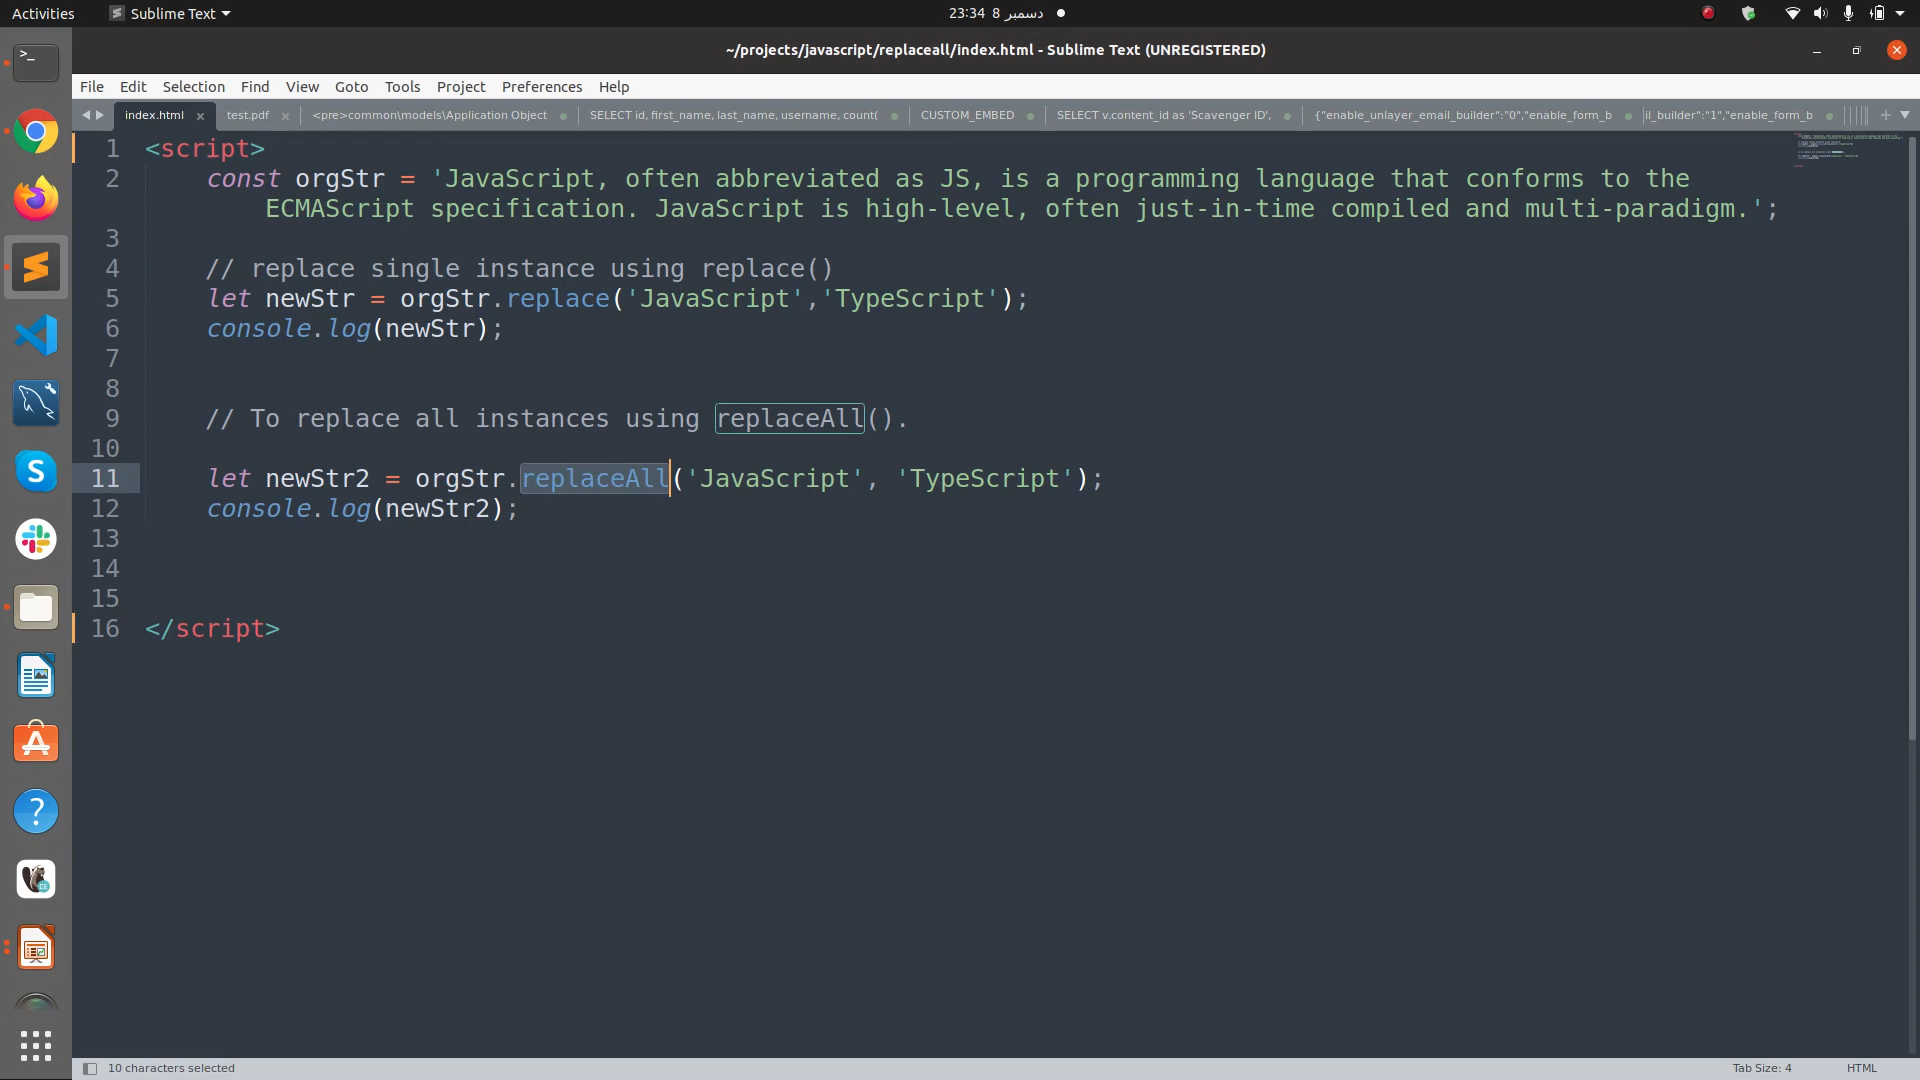 Activities
Sublime Text
23:34 8 دسمبر
~/projects/javascript/replaceall/index.html - Sublime Text (UNREGISTERED)
File Edit Selection Find View Goto Tools Project Preferences Help
index.html
test.pdf
<pre>common\models\Application Object
SELECT id, first_name, last_name, username, count(
CUSTOM_EMBED
SELECT v.content_id as 'Scavenger ID',
{"enable_unlayer_email_builder":"0","enable_form_b
il_builder":"1","enable_form_b
1 <script>
2 const orgStr = 'JavaScript, often abbreviated as JS, is a programming language that conforms to the
ECMAScript specification. JavaScript is high-level, often just-in-time compiled and multi-paradigm.';
3
4 // replace single instance using replace()
5 let newStr = orgStr.replace('JavaScript','TypeScript');
6 console.log(newStr);
7
8
9 // To replace all instances using replaceAll().
10
11 let newStr2 = orgStr.replaceAll('JavaScript', 'TypeScript');
12 console.log(newStr2);
13
14
15
16 </script>
10 characters selected
Tab Size: 4
HTML